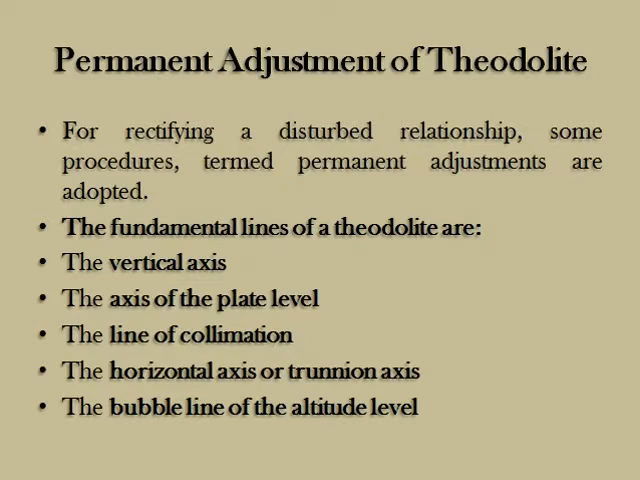 Permanent Adjustment of Theodolite
• For rectifying a disturbed relationship, some
procedures, termed permanent adjustments are
adopted.
• The fundamental lines of a theodolite are:
• The vertical axis
• The axis of the plate level
• The line of collimation
• The horizontal axis or trunnion axis
• The bubble line of the altitude level